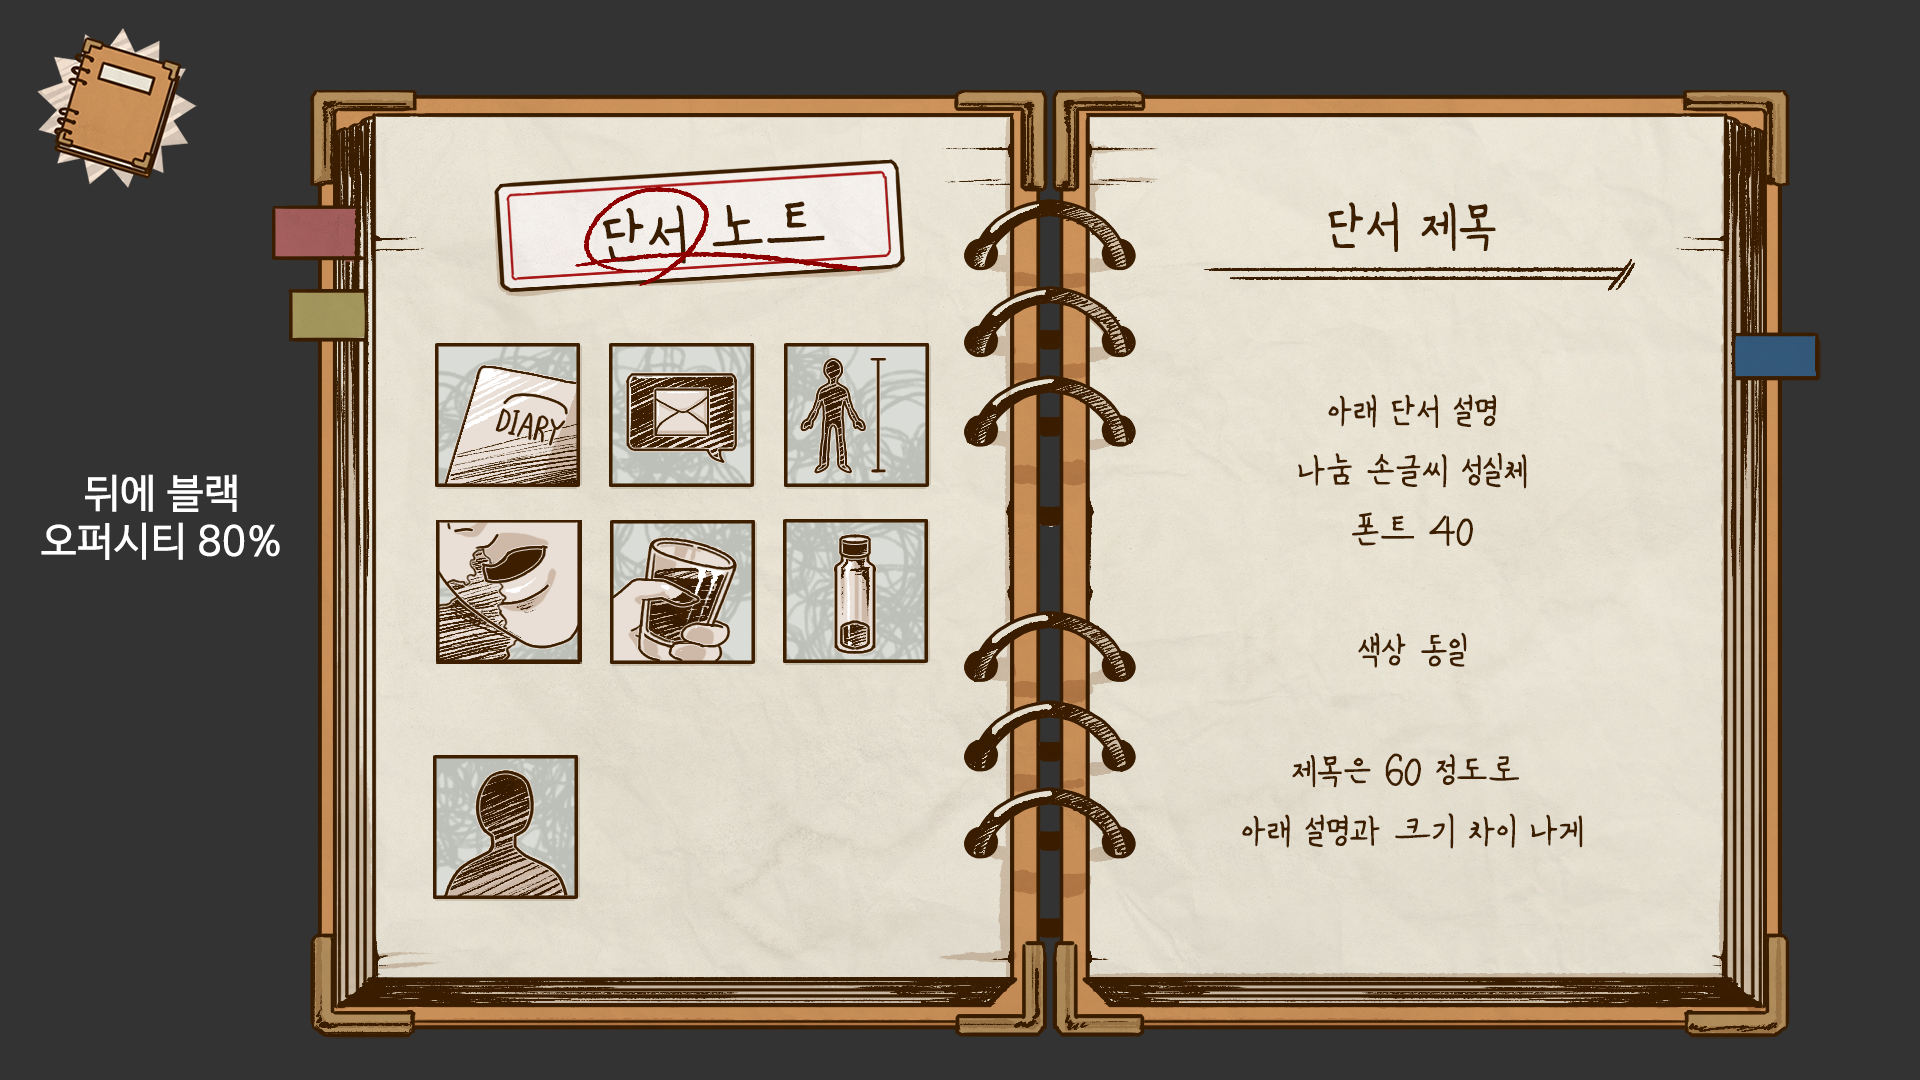 뒤에 블랙
오퍼시티 80%
단서 노트
DIARY
단서 제목
아래 단서 설명
나눔 손글씨 성실체
폰트 40
색상 동일
제목은 60 정도로
아래 설명과 크기 차이 나게